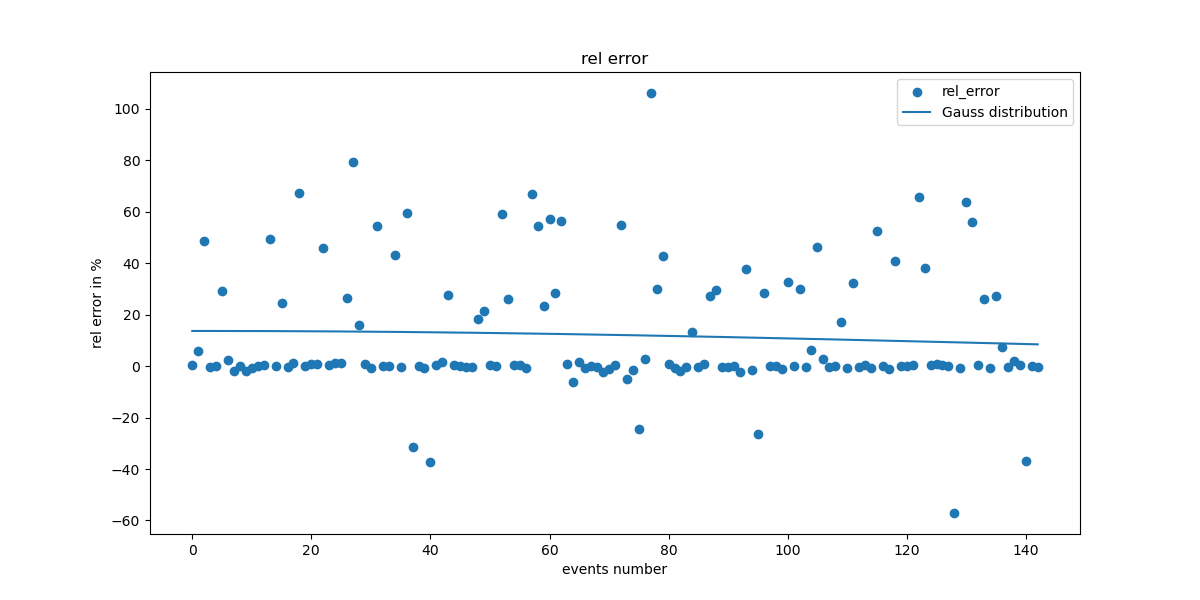 rel error
rel_error
Gauss distribution
rel error in %
100
80
60
40
20
0
−20
−40
−60
0 20 40 60 80 100 120 140
events number